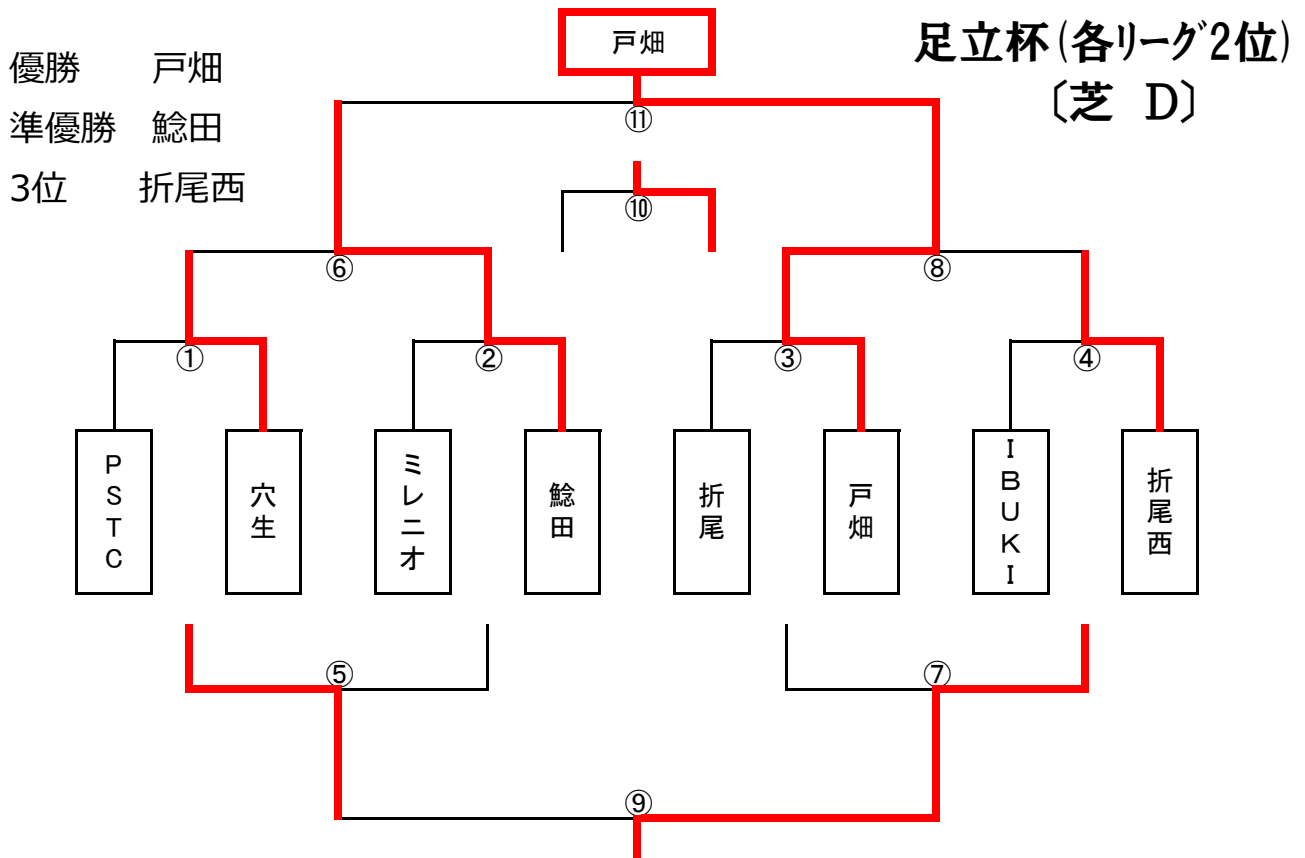 足立杯(各リーグ2位)
〔芝 D〕
優勝 戸畑
準優勝 鯰田
3位 折尾西
戸畑
⑪
⑩
⑥
⑧
①
②
③
④
PSTC
穴生
ミレニオ
鯰田
折尾
戸畑
IBUKI
折尾西
⑤
⑦
⑨